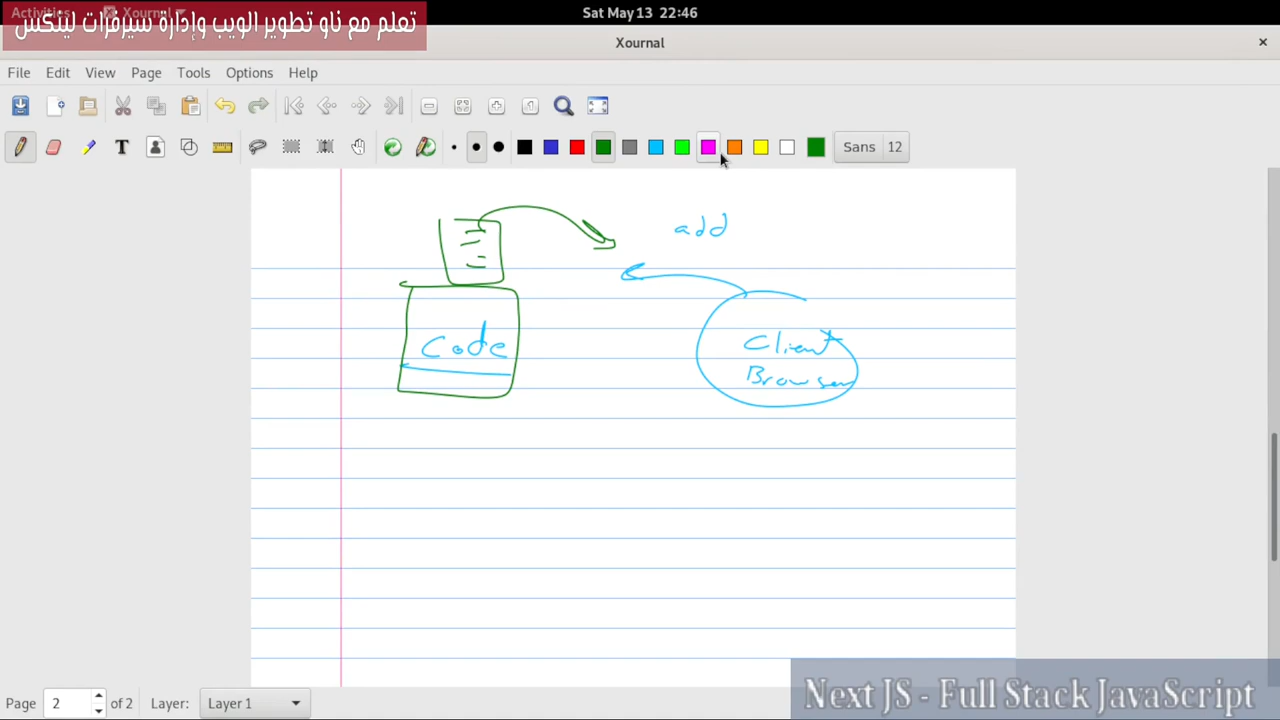 Activities
Xournal
Sat May 13 22:46
تعلم مع ناو تطوير الويب وإدارة سيرفرات لينكس
Xournal
File Edit View Page Tools Options Help
Sans 12
add
Code
Client
Browser
Page 2 of 2 Layer: Layer 1
Next JS - Full Stack JavaScript